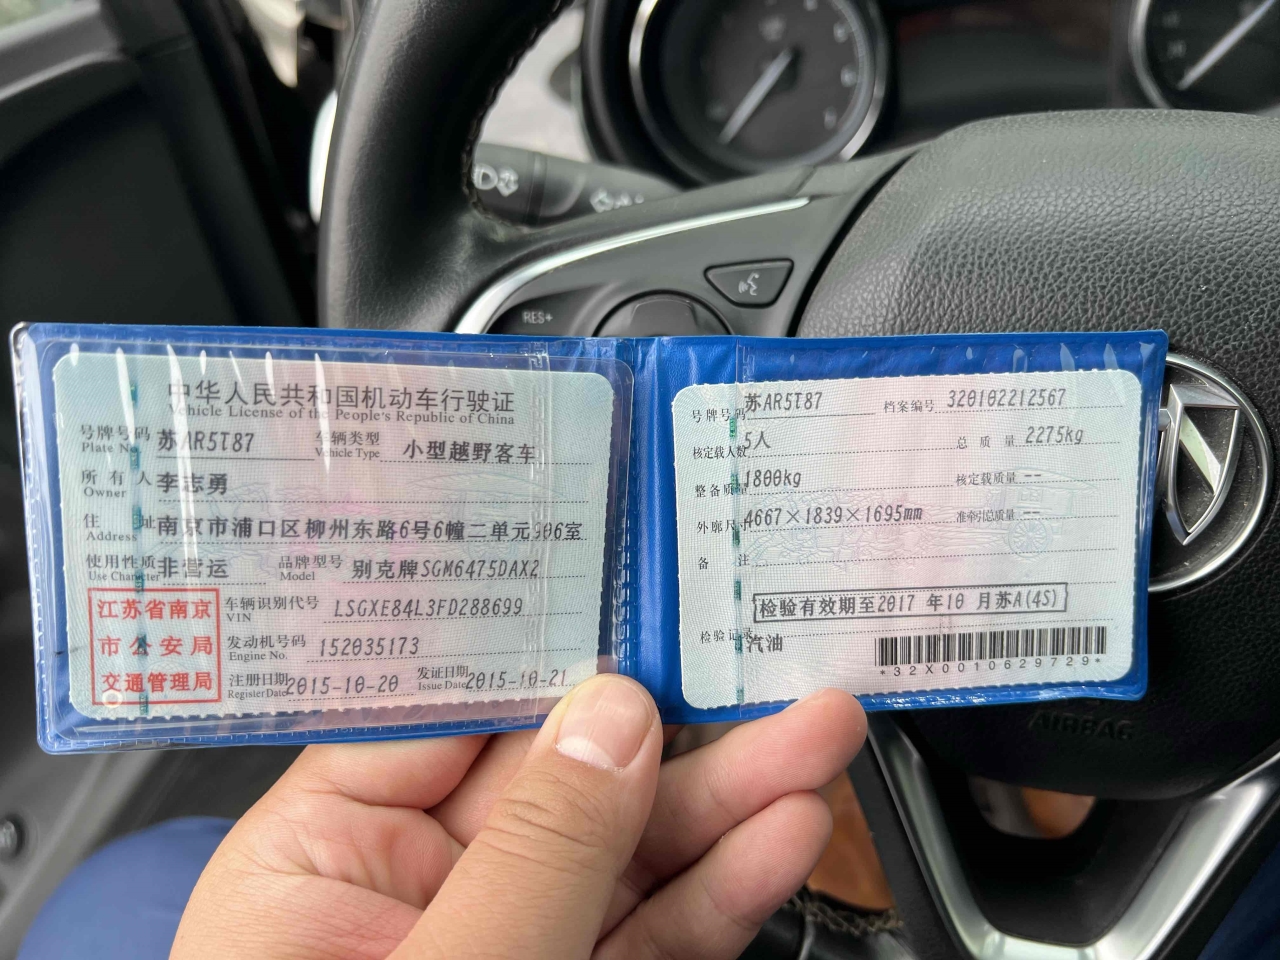 RES+
中华人民共和国机动车行驶证
Vehicle License of the People's Republic of China
号牌号码 苏AR5T87 车辆类型 小型越野客车
Plate No. Vehicle Type
所有人 李志勇
Owner
住址 南京市浦口区柳州东路6号6幢二单元906室
Address
使用性质 非营运 品牌型号 别克牌SGM6475DAX2
Use Character Model
江苏省南京
市公安局
交通管理局
车辆识别代号 LSGXE84L3FD288699
VIN
发动机号码 152035173
Engine No.
注册日期 2015-10-20 发证日期 2015-10-21
Register Date Issue Date
号牌号码 苏AR5T87 档案编号 320102212567
核定载人数 5人 总质量 2275kg
整备质量 1800kg 核定载质量 --
外廓尺寸 4667×1839×1695mm 准牵引总质量 --
备注
检验有效期至2017 年10 月苏A(4S)
检验记录
汽油
*32X0010629729*
AIRBAG